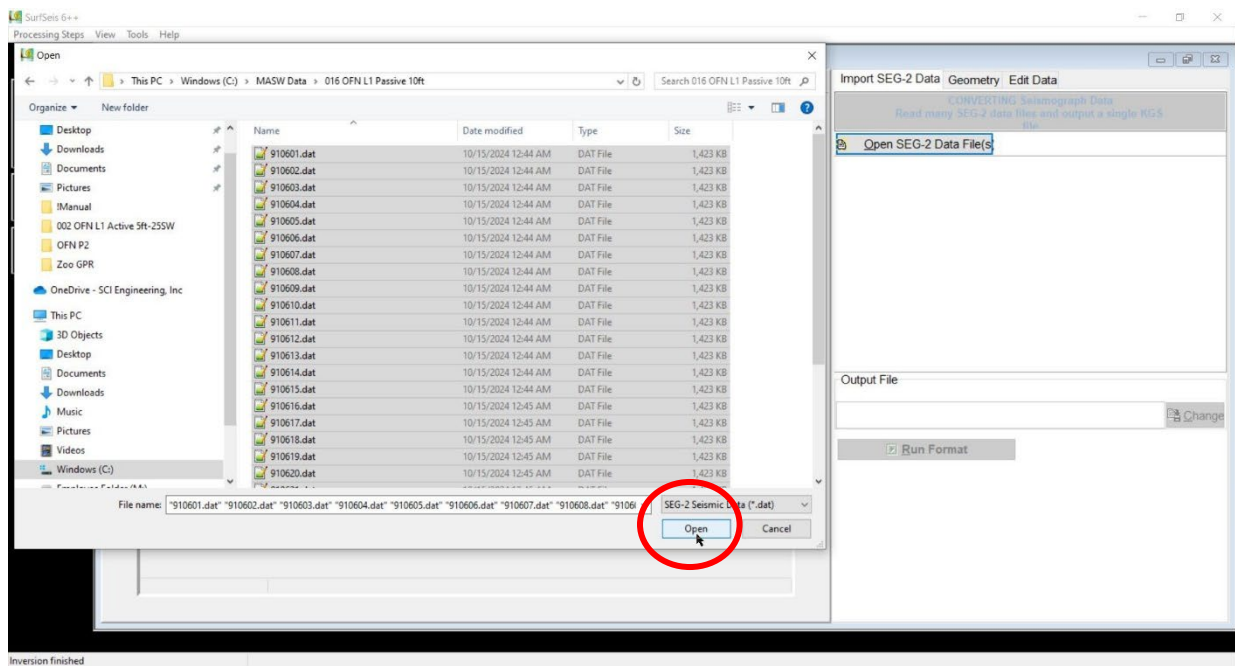 SurfSeis 6++
Processing Steps View Tools Help
Open
This PC > Windows (C:) > MASW Data > 016 OFN L1 Passive 10ft
Search 016 OFN L1 Passive 10ft
Organize New folder
Desktop
Downloads
Documents
Pictures
!Manual
002 OFN L1 Active 5ft-25SW
OFN P2
Zoo GPR
OneDrive - SCI Engineering, Inc
This PC
3D Objects
Desktop
Documents
Downloads
Music
Pictures
Videos
Windows (C:)
Name Date modified Type Size
910601.dat 10/15/2024 12:44 AM DAT File 1,423 KB
910602.dat 10/15/2024 12:44 AM DAT File 1,423 KB
910603.dat 10/15/2024 12:44 AM DAT File 1,423 KB
910604.dat 10/15/2024 12:44 AM DAT File 1,423 KB
910605.dat 10/15/2024 12:44 AM DAT File 1,423 KB
910606.dat 10/15/2024 12:44 AM DAT File 1,423 KB
910607.dat 10/15/2024 12:44 AM DAT File 1,423 KB
910608.dat 10/15/2024 12:44 AM DAT File 1,423 KB
910609.dat 10/15/2024 12:44 AM DAT File 1,423 KB
910610.dat 10/15/2024 12:44 AM DAT File 1,423 KB
910611.dat 10/15/2024 12:44 AM DAT File 1,423 KB
910612.dat 10/15/2024 12:44 AM DAT File 1,423 KB
910613.dat 10/15/2024 12:44 AM DAT File 1,423 KB
910614.dat 10/15/2024 12:44 AM DAT File 1,423 KB
910615.dat 10/15/2024 12:44 AM DAT File 1,423 KB
910616.dat 10/15/2024 12:45 AM DAT File 1,423 KB
910617.dat 10/15/2024 12:45 AM DAT File 1,423 KB
910618.dat 10/15/2024 12:45 AM DAT File 1,423 KB
910619.dat 10/15/2024 12:45 AM DAT File 1,423 KB
910620.dat 10/15/2024 12:45 AM DAT File 1,423 KB
File name: "910601.dat" "910602.dat" "910603.dat" "910604.dat" "910605.dat" "910606.dat" "910607.dat" "910608.dat" "9106
SEG-2 Seismic Data (*.dat)
Open Cancel
Import SEG-2 Data Geometry Edit Data
CONVERTING Seismograph Data
Read many SEG-2 data files and output a single KGS
file
Open SEG-2 Data File(s
Output File
Change
Run Format
Inversion finished